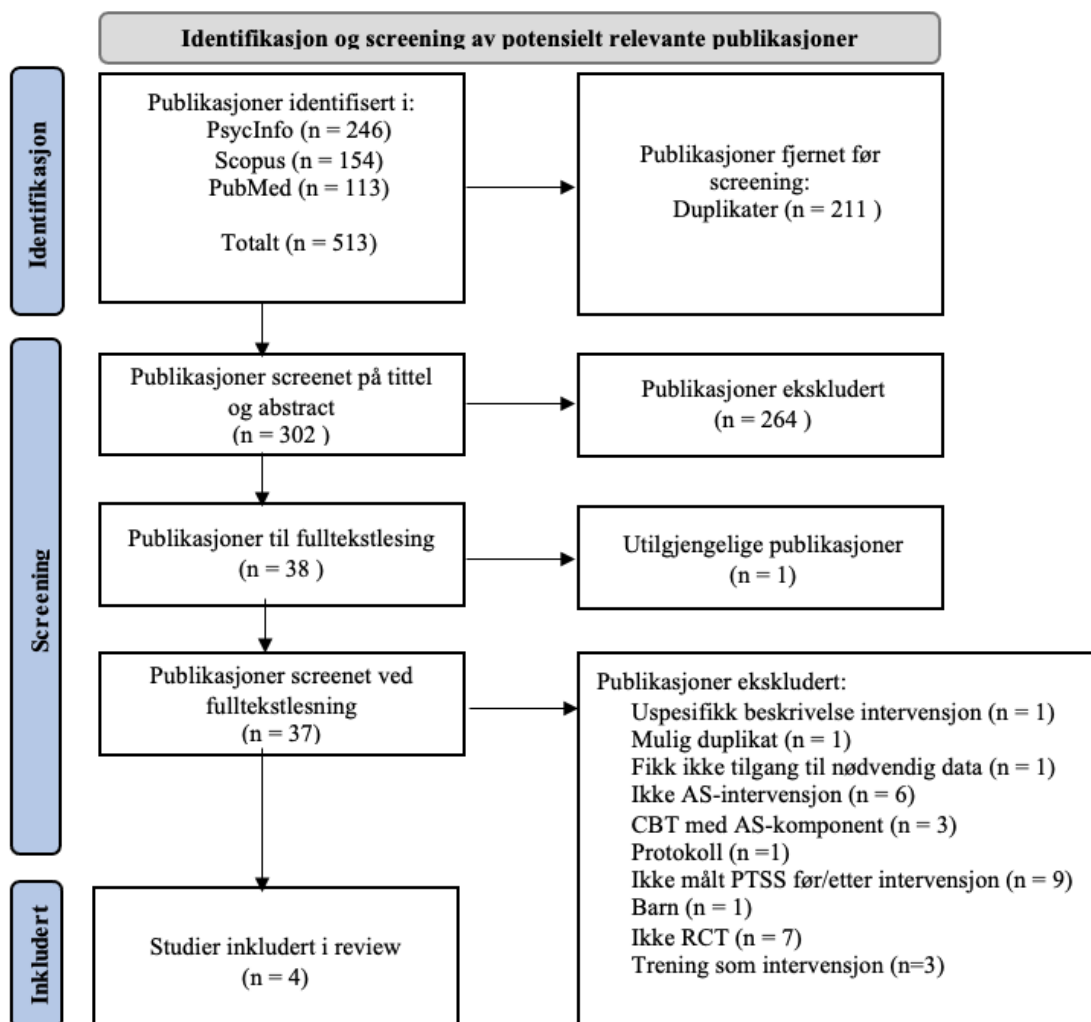 Identifikasjon og screening av potensielt relevante publikasjoner
Identifikasjon
Publikasjoner identifisert i:
PsycInfo (n = 246)
Scopus (n = 154)
PubMed (n = 113)
Totalt (n = 513)
Publikasjoner fjernet før
screening:
Duplikater (n = 211 )
Screening
Publikasjoner screenet på tittel
og abstract
(n = 302 )
Publikasjoner ekskludert
(n = 264 )
Publikasjoner til fulltekstlesing
(n = 38 )
Utilgjengelige publikasjoner
(n = 1)
Publikasjoner screenet ved
fulltekstlesning
(n = 37)
Publikasjoner ekskludert:
Uspesifikk beskrivelse intervensjon (n = 1)
Mulig duplikat (n = 1)
Fikk ikke tilgang til nødvendig data (n = 1)
Ikke AS-intervensjon (n = 6)
CBT med AS-komponent (n = 3)
Protokoll (n =1)
Ikke målt PTSS før/etter intervensjon (n = 9)
Barn (n = 1)
Ikke RCT (n = 7)
Trening som intervensjon (n=3)
Inkludert
Studier inkludert i review
(n = 4)